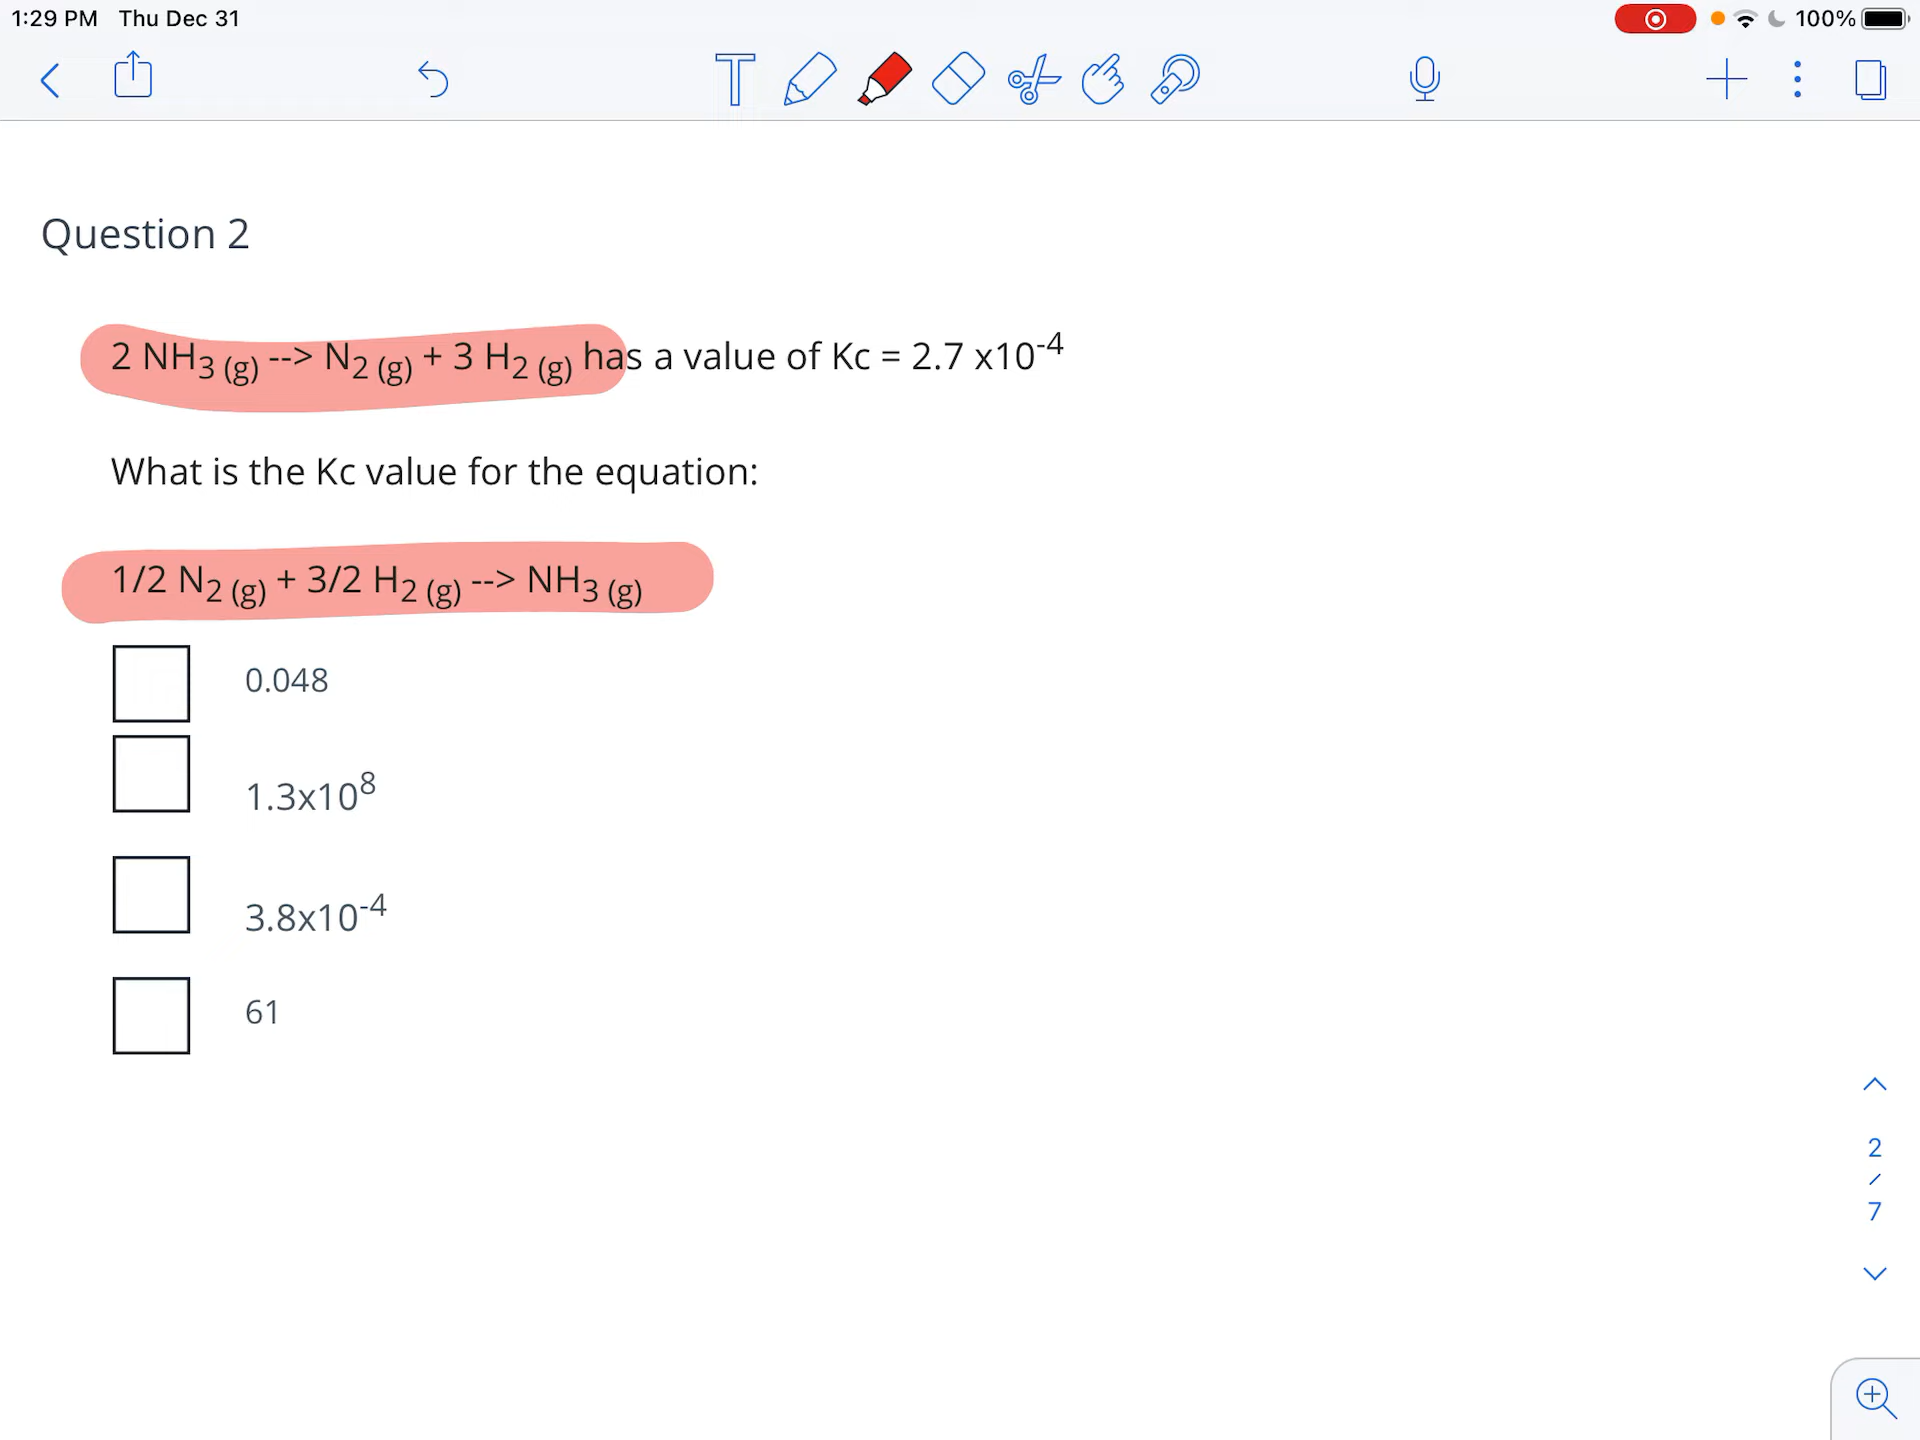 1:29 PM Thu Dec 31 100%
Question 2
2 NH₃ (g) --> N₂ (g) + 3 H₂ (g) has a value of Kc = 2.7 x10⁻⁴
What is the Kc value for the equation:
1/2 N₂ (g) + 3/2 H₂ (g) --> NH₃ (g)
0.048
1.3x10⁸
3.8x10⁻⁴
61
2
/
7